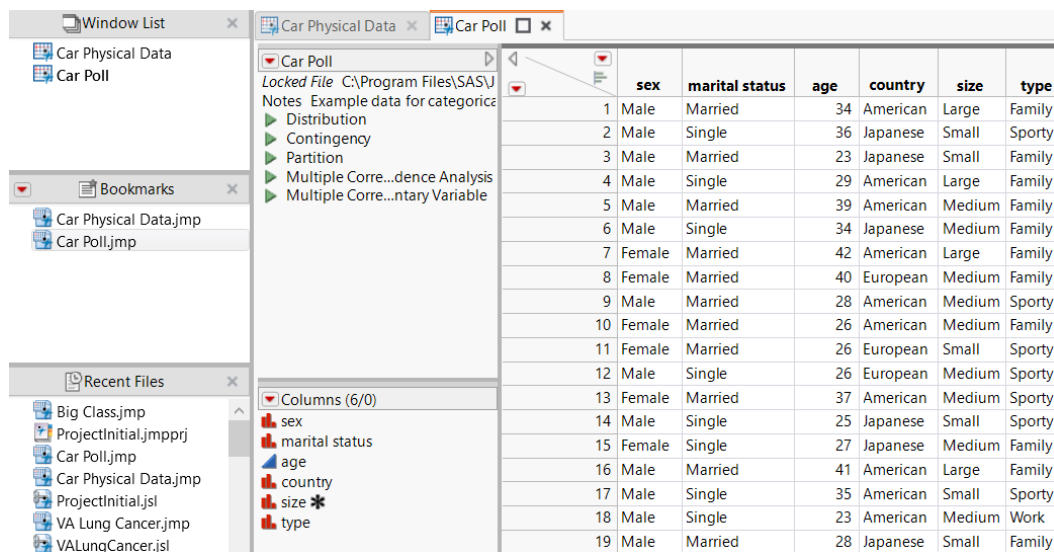 Window List
Car Physical Data
Car Poll
Bookmarks
Car Physical Data.jmp
Car Poll.jmp
Recent Files
Big Class.jmp
ProjectInitial.jmpprj
Car Poll.jmp
Car Physical Data.jmp
ProjectInitial.jsl
VA Lung Cancer.jmp
VALungCancer.jsl
Car Physical Data
Car Poll
Car Poll
Locked File C:\Program Files\SAS\J
Notes Example data for categorica
Distribution
Contingency
Partition
Multiple Corre...dence Analysis
Multiple Corre...ntary Variable
Columns (6/0)
sex
marital status
age
country
size
type
sex marital status age country size type
1 Male Married 34 American Large Family
2 Male Single 36 Japanese Small Sporty
3 Male Married 23 Japanese Small Family
4 Male Single 29 American Large Family
5 Male Married 39 American Medium Family
6 Male Single 34 Japanese Medium Family
7 Female Married 42 American Large Family
8 Female Married 40 European Medium Family
9 Male Married 28 American Medium Sporty
10 Female Married 26 American Medium Family
11 Female Married 26 European Small Sporty
12 Male Single 26 European Medium Sporty
13 Female Married 37 American Medium Sporty
14 Male Single 25 Japanese Small Sporty
15 Female Single 27 Japanese Medium Family
16 Male Married 41 American Large Family
17 Male Single 35 American Small Sporty
18 Male Single 23 American Medium Work
19 Male Married 28 Japanese Small Family